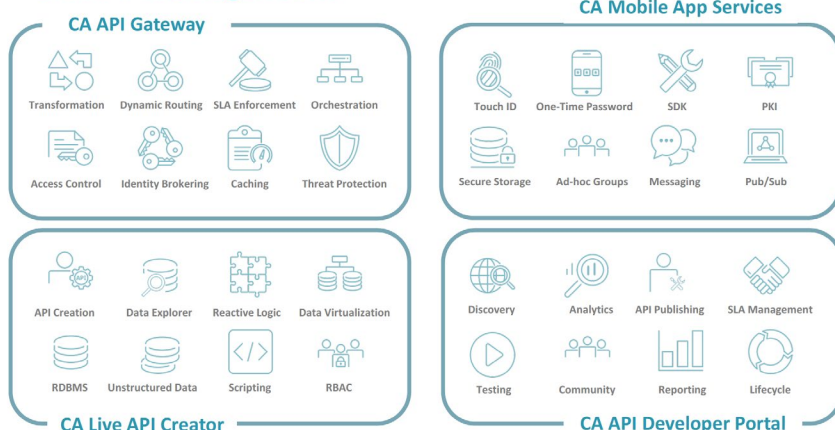 CA API Gateway
Transformation Dynamic Routing SLA Enforcement Orchestration
Access Control Identity Brokering Caching Threat Protection
CA Mobile App Services
Touch ID One-Time Password SDK PKI
Secure Storage Ad-hoc Groups Messaging Pub/Sub
API
API Creation Data Explorer Reactive Logic Data Virtualization
</>
RDBMS Unstructured Data Scripting RBAC
CA Live API Creator
Discovery Analytics API Publishing SLA Management
Testing Community Reporting Lifecycle
CA API Developer Portal